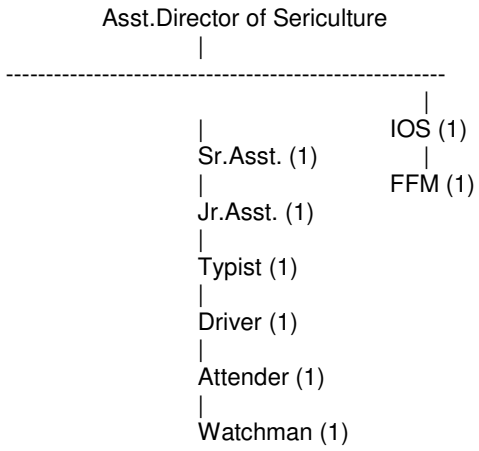 Asst.Director of Sericulture
|
-------------------------------------------------------
|
| IOS (1)
Sr.Asst. (1) |
| FFM (1)
Jr.Asst. (1)
|
Typist (1)
|
Driver (1)
|
Attender (1)
|
Watchman (1)